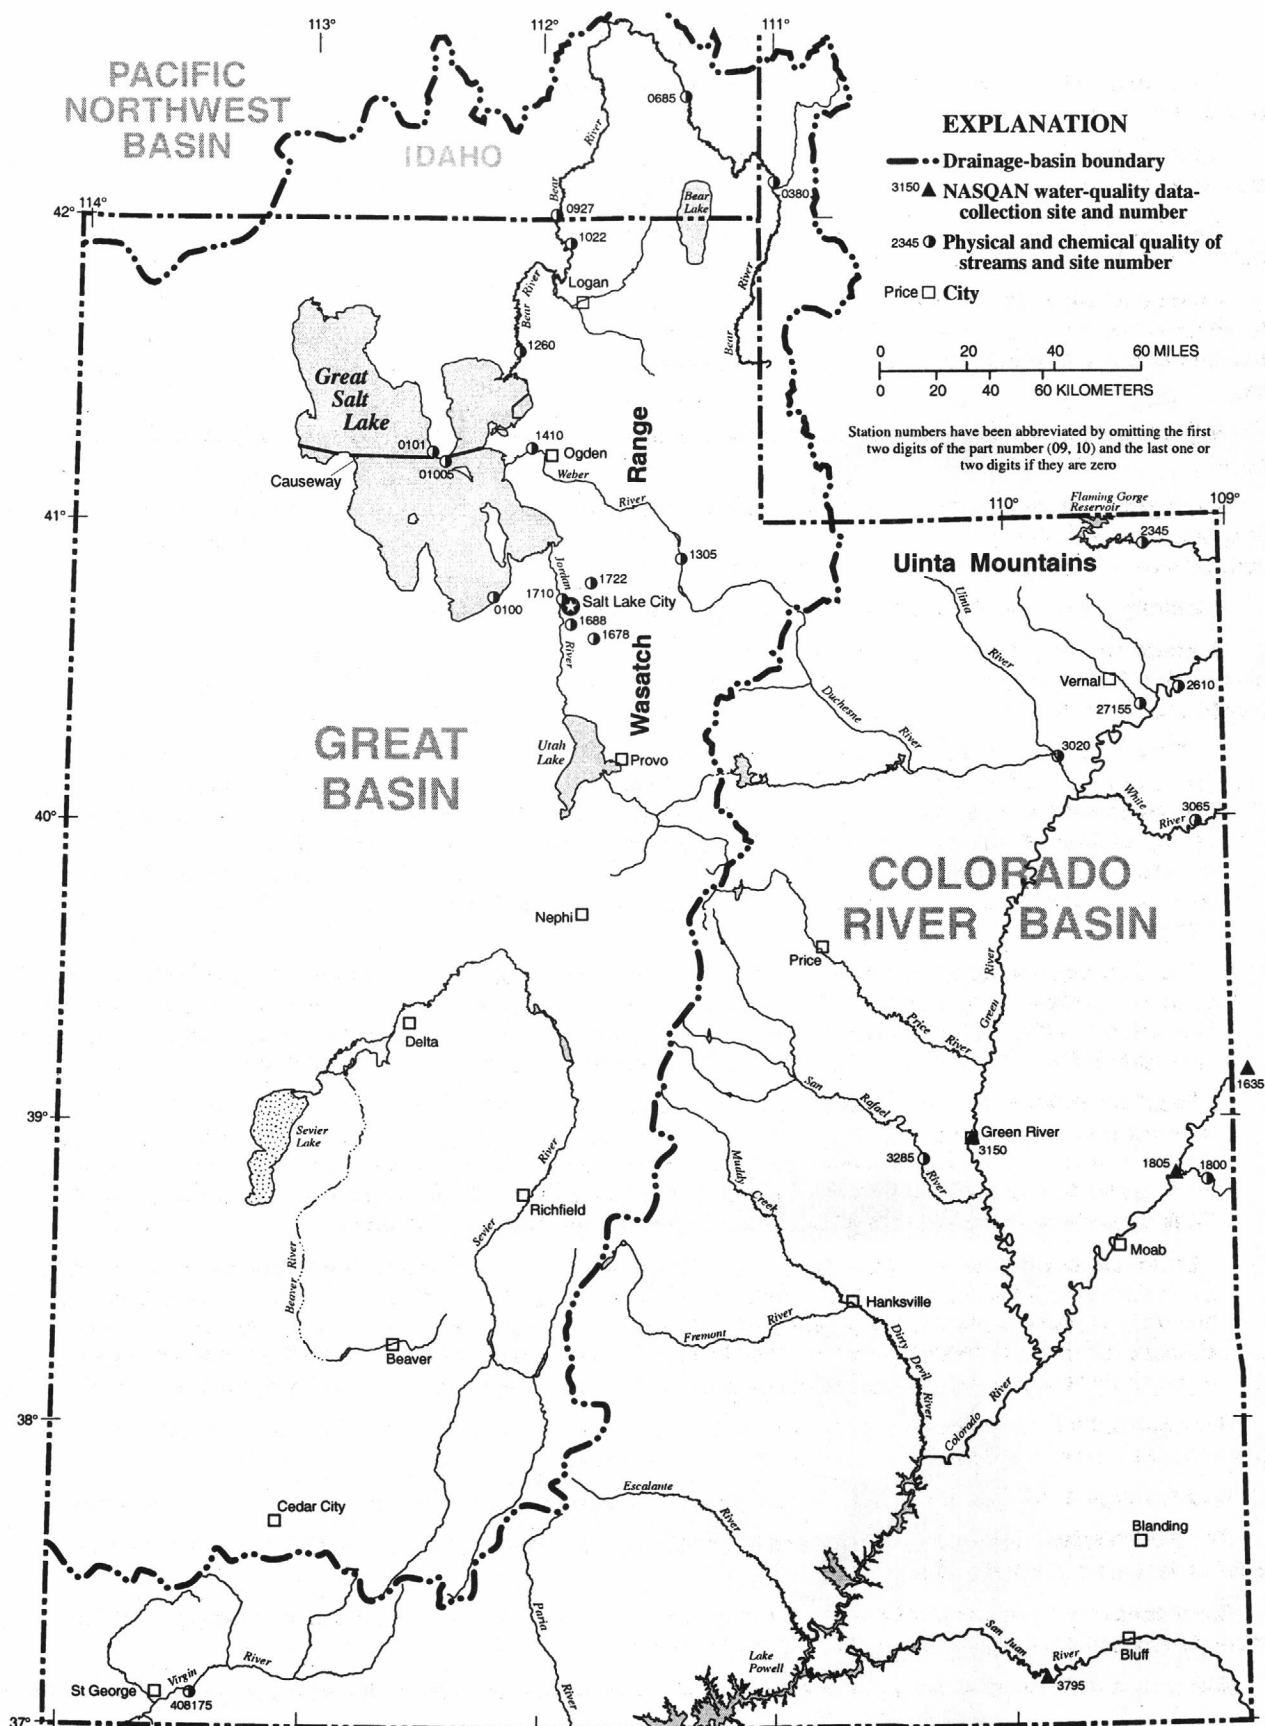 113°
112°
111°
PACIFIC
NORTHWEST
BASIN
IDAHO
0685
River
Bear
0380
EXPLANATION
Drainage-basin boundary
3150 NASQAN water-quality data-
collection site and number
2345 Physical and chemical quality of
streams and site number
Price City
0 20 40 60 MILES
0 20 40 60 KILOMETERS
Station numbers have been abbreviated by omitting the first
two digits of the part number (09, 10) and the last one or
two digits if they are zero
42°
114°
0927
Bear
Lake
1022
Logan
River
Bear
River
Bear
1260
Great
Salt
Lake
0101
01005
Causeway
1410
Ogden
Weber
River
Range
110°
109°
Flaming Gorge
Reservoir
2345
41°
Uinta Mountains
1305
Jordan
1722
1710
Salt Lake City
0100
1688
1678
River
Wasatch
Uinta
River
Vernal
2610
27155
Duchesne
River
3020
GREAT
BASIN
Utah
Lake
Provo
40°
White
River
3065
COLORADO
RIVER BASIN
Nephi
Price
River
Green
Price
River
Delta
1635
39°
Sevier
Lake
San
Rafael
River
Green River
3150
3285
1805
1800
River
Muddy
Creek
Richfield
Sevier
Moab
Beaver River
Hanksville
Fremont
River
Dirty Devil
River
Beaver
Colorado
River
38°
Escalante
River
Cedar City
Blanding
Paria
River
San Juan
River
Bluff
Lake
Powell
Virgin
River
St George
408175
3795
37°